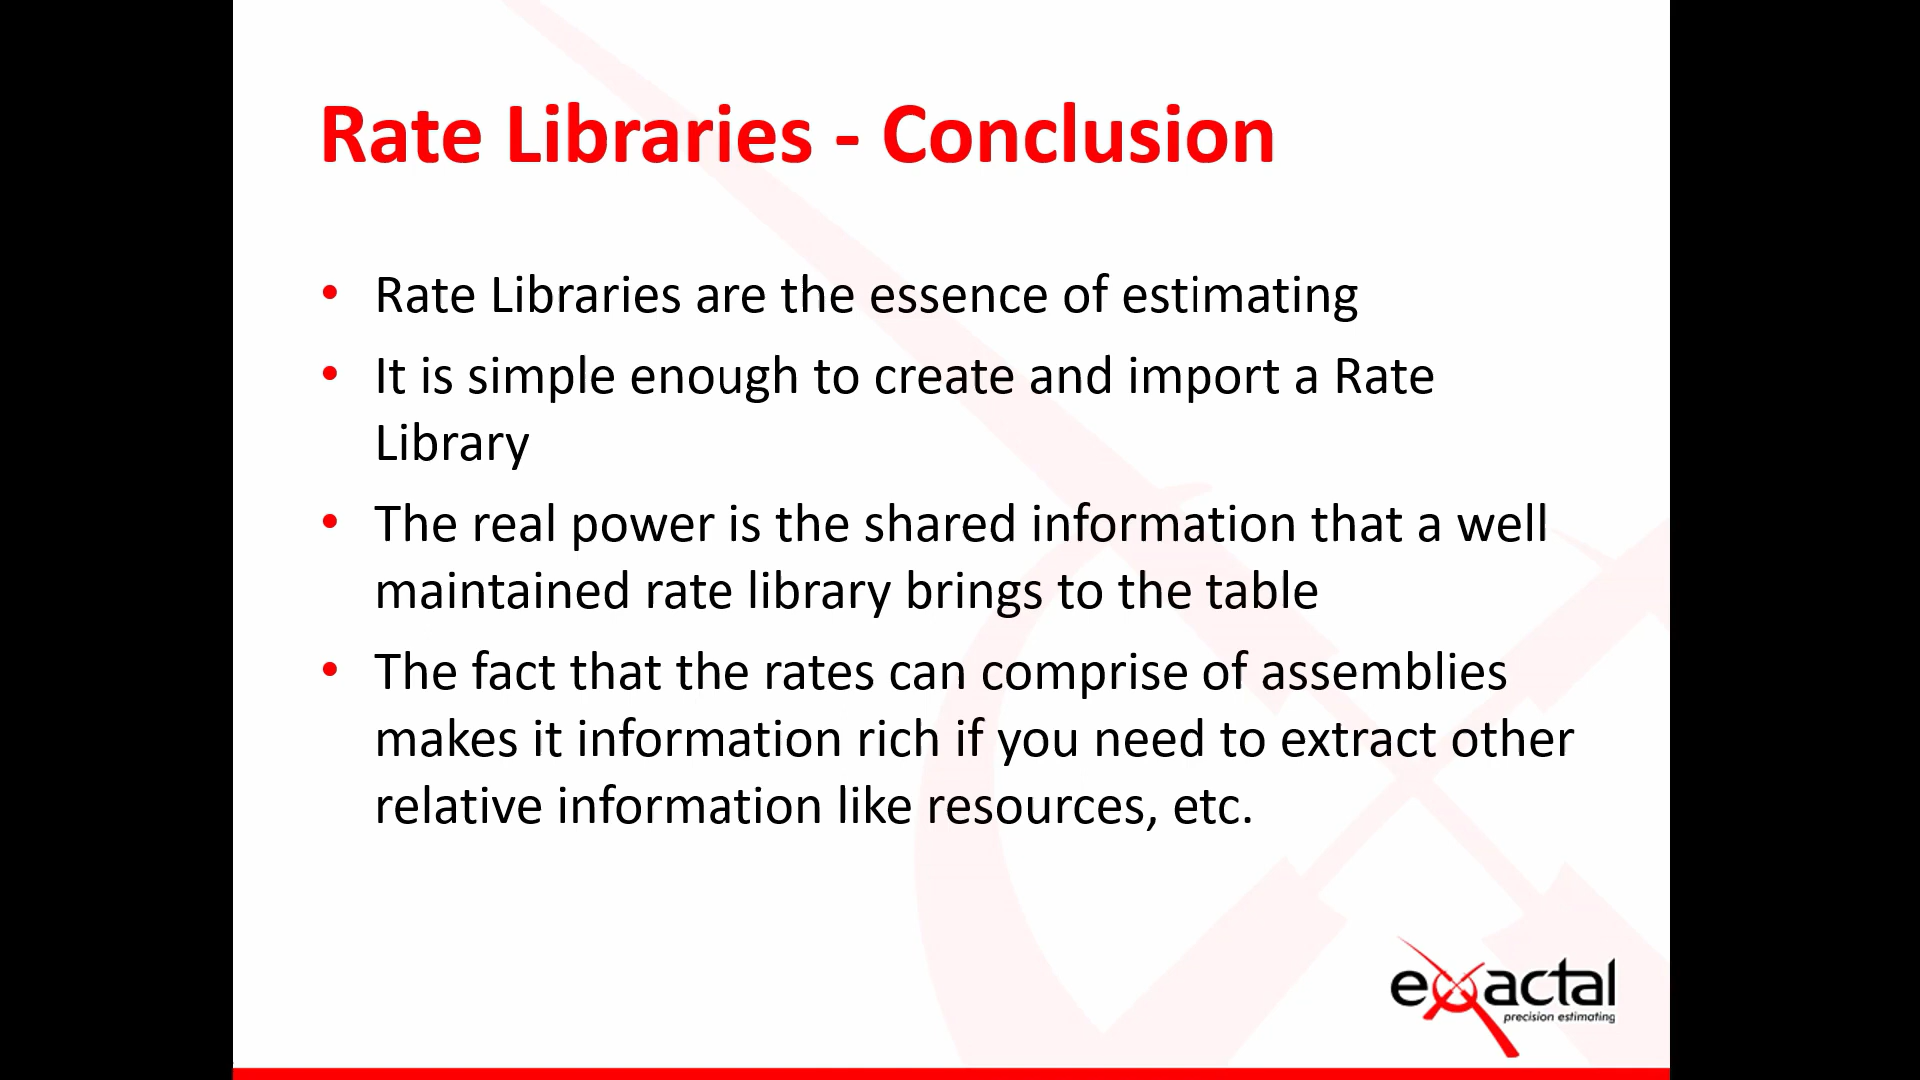 Rate Libraries - Conclusion
• Rate Libraries are the essence of estimating
• It is simple enough to create and import a Rate
Library
• The real power is the shared information that a well
maintained rate library brings to the table
• The fact that the rates can comprise of assemblies
makes it information rich if you need to extract other
relative information like resources, etc.
exactal
precision estimating